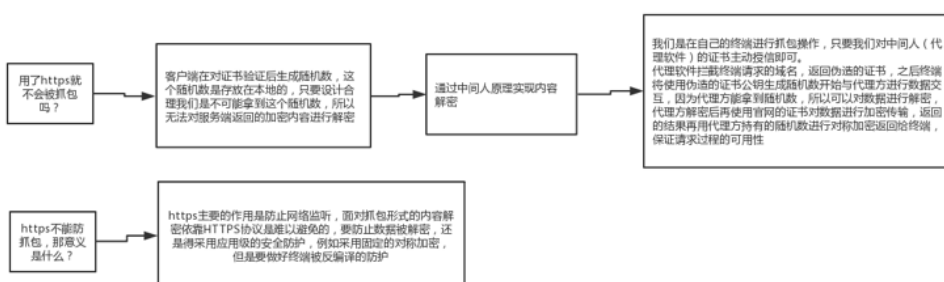 用了https就
不会被抓包
吗？
客户端在对证书验证后生成随机数，这
个随机数是存放在本地的，只要设计合
理我们是不可能拿到这个随机数，所以
无法对服务端返回的加密内容进行解密
通过中间人原理实现内容
解密
我们是在自己的终端进行抓包操作，只要我们对中间人（代
理软件）的证书主动授信即可。
代理软件拦截终端请求的域名，返回伪造的证书，之后终端
将使用伪造的证书公钥生成随机数开始与代理方进行数据交
互，因为代理方能拿到随机数，所以可以对数据进行解密，
代理方解密后再使用官网的证书对数据进行加密传输，返回
的结果再用代理方持有的随机数进行对称加密返回给终端，
保证请求过程的可用性
https不能防
抓包，那意义
是什么？
https主要的作用是防止网络监听，面对抓包形式的内容解
密依靠HTTPS协议是难以避免的，要防止数据被解密，还
是得采用应用级的安全防护，例如采用固定的对称加密，
但是要做好终端被反编译的防护